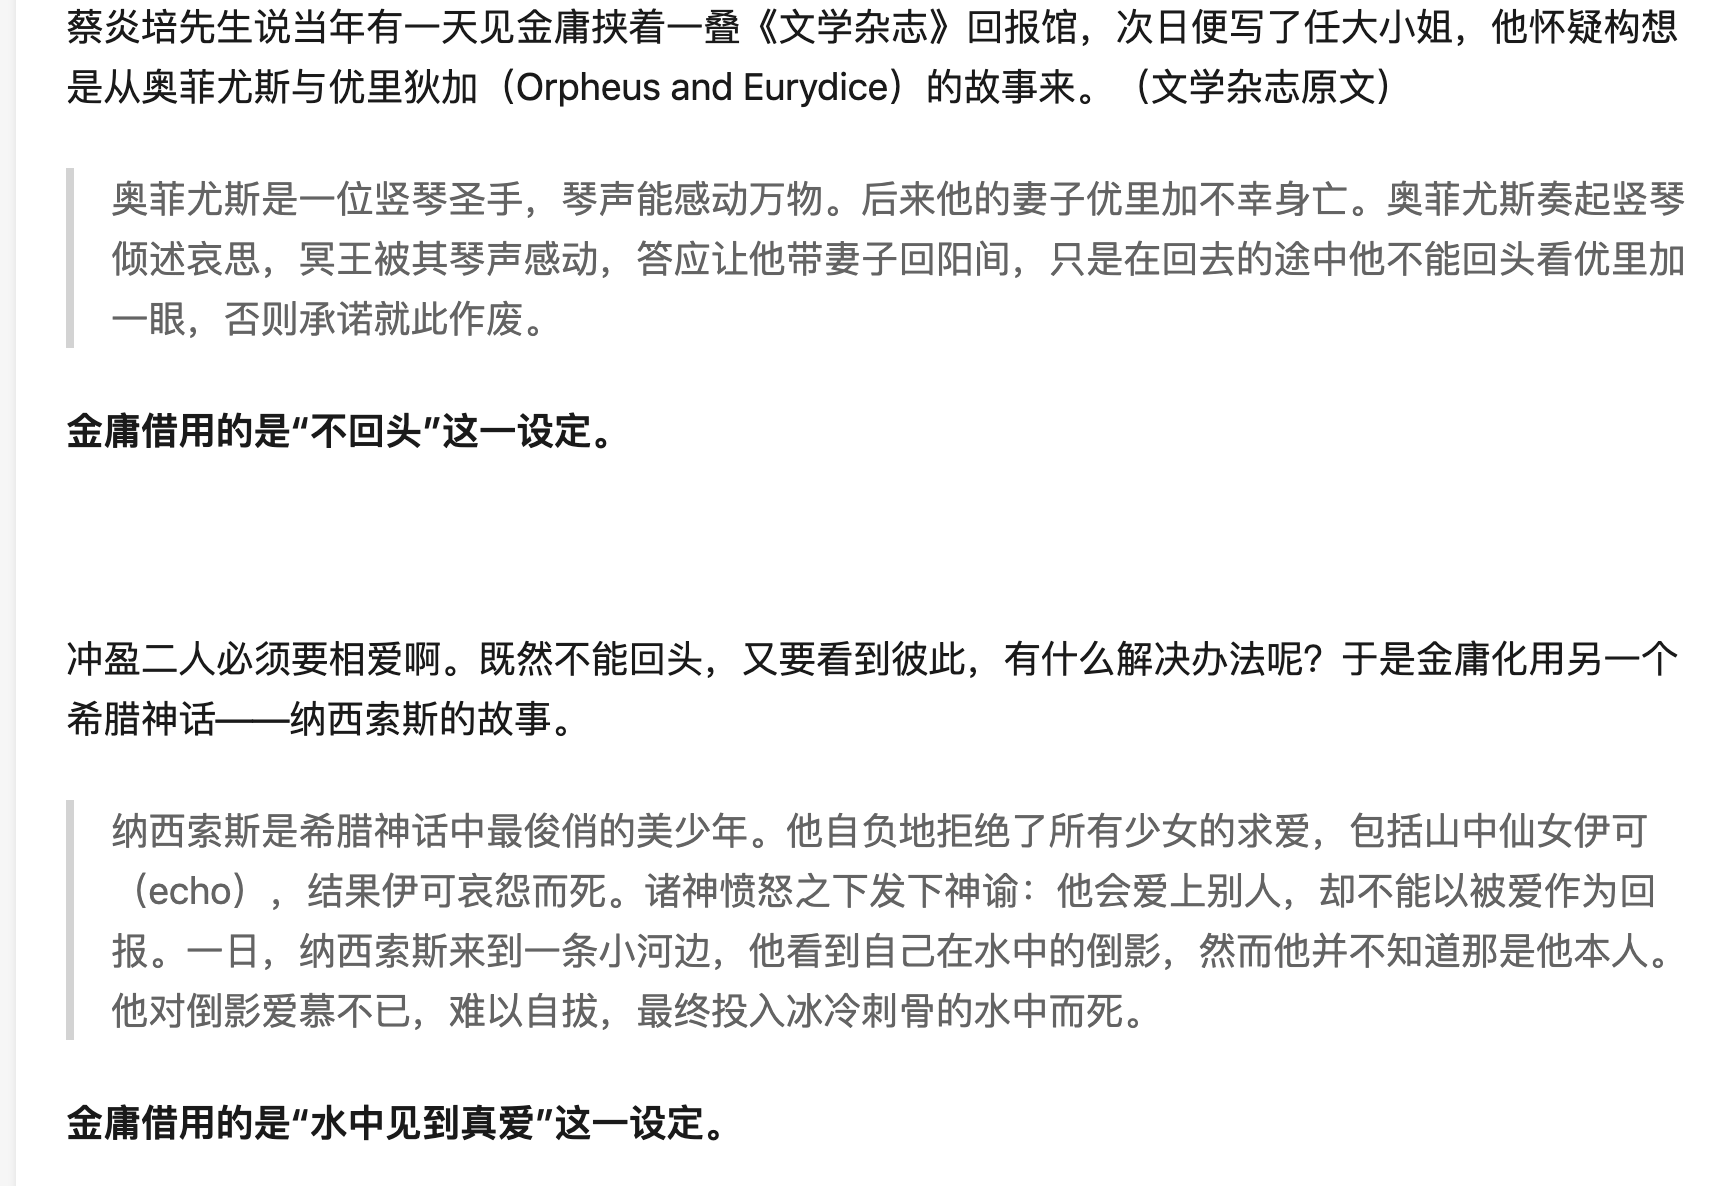 蔡炎培先生说当年有一天见金庸挟着一叠《文学杂志》回报馆，次日便写了任大小姐，他怀疑构想
是从奥菲尤斯与优里狄加（Orpheus and Eurydice）的故事来。（文学杂志原文）
奥菲尤斯是一位竖琴圣手，琴声能感动万物。后来他的妻子优里加不幸身亡。奥菲尤斯奏起竖琴
倾述哀思，冥王被其琴声感动，答应让他带妻子回阳间，只是在回去的途中他不能回头看优里加
一眼，否则承诺就此作废。
金庸借用的是“不回头”这一设定。
冲盈二人必须要相爱啊。既然不能回头，又要看到彼此，有什么解决办法呢？于是金庸化用另一个
希腊神话——纳西索斯的故事。
纳西索斯是希腊神话中最俊俏的美少年。他自负地拒绝了所有少女的求爱，包括山中仙女伊可
（echo），结果伊可哀怨而死。诸神愤怒之下发下神谕：他会爱上别人，却不能以被爱作为回
报。一日，纳西索斯来到一条小河边，他看到自己在水中的倒影，然而他并不知道那是他本人。
他对倒影爱慕不已，难以自拔，最终投入冰冷刺骨的水中而死。
金庸借用的是“水中见到真爱”这一设定。